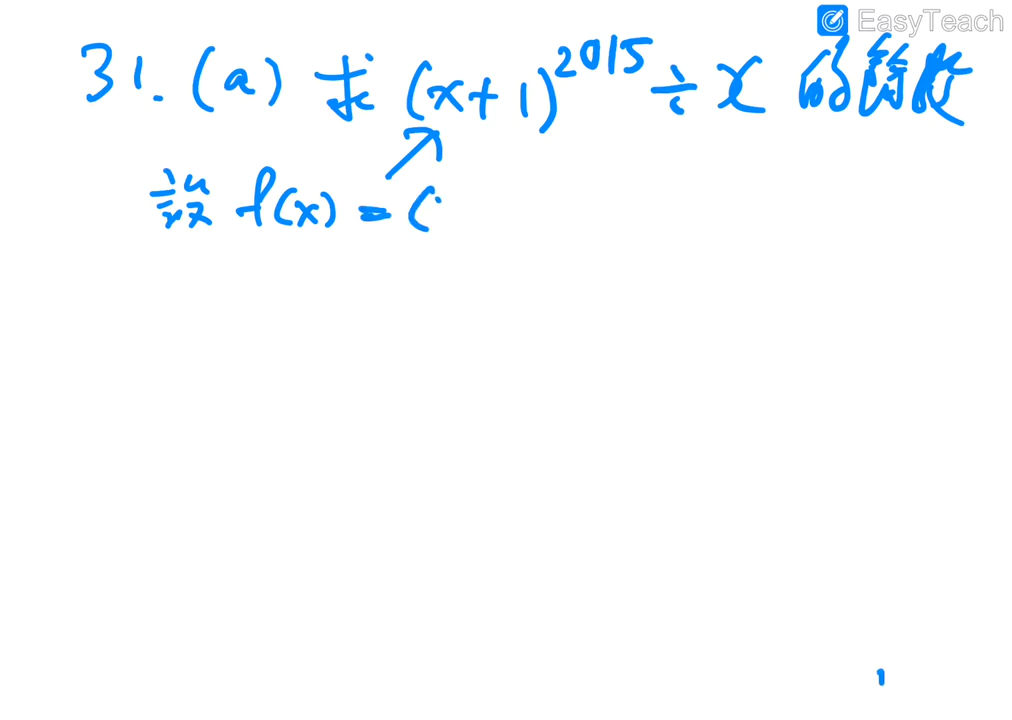 EasyTeach
31. (a) 求 (x+1)^2015 ÷ x 的餘數
設 f(x) = (
1